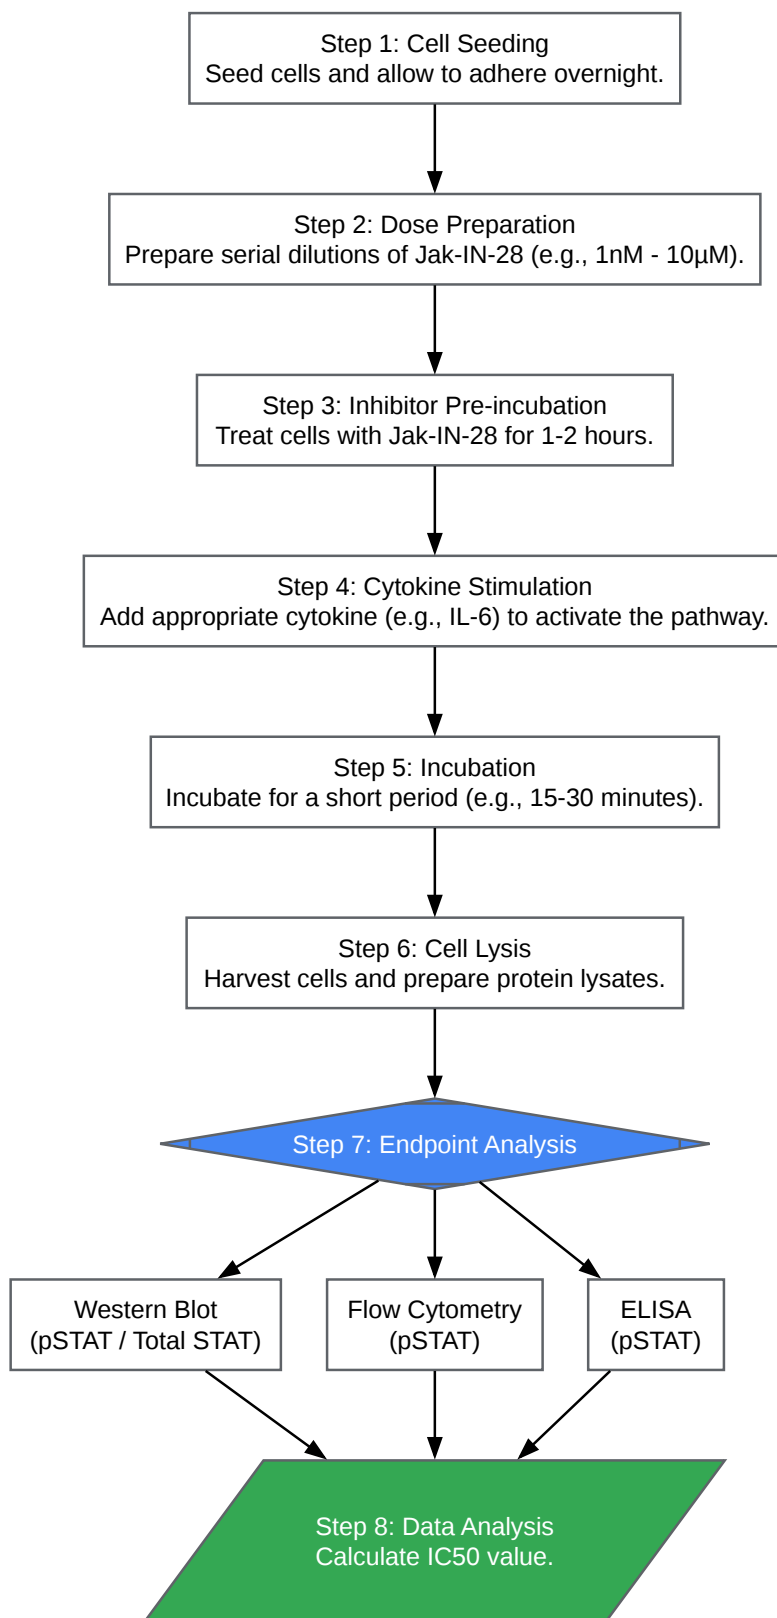 Step 1: Cell Seeding
Seed cells and allow to adhere overnight.
Step 2: Dose Preparation
Prepare serial dilutions of Jak-IN-28 (e.g., 1nM - 10µM).
Step 3: Inhibitor Pre-incubation
Treat cells with Jak-IN-28 for 1-2 hours.
Step 4: Cytokine Stimulation
Add appropriate cytokine (e.g., IL-6) to activate the pathway.
Step 5: Incubation
Incubate for a short period (e.g., 15-30 minutes).
Step 6: Cell Lysis
Harvest cells and prepare protein lysates.
Step 7: Endpoint Analysis
Western Blot
(pSTAT / Total STAT)
Flow Cytometry
(pSTAT)
ELISA
(pSTAT)
Step 8: Data Analysis
Calculate IC50 value.